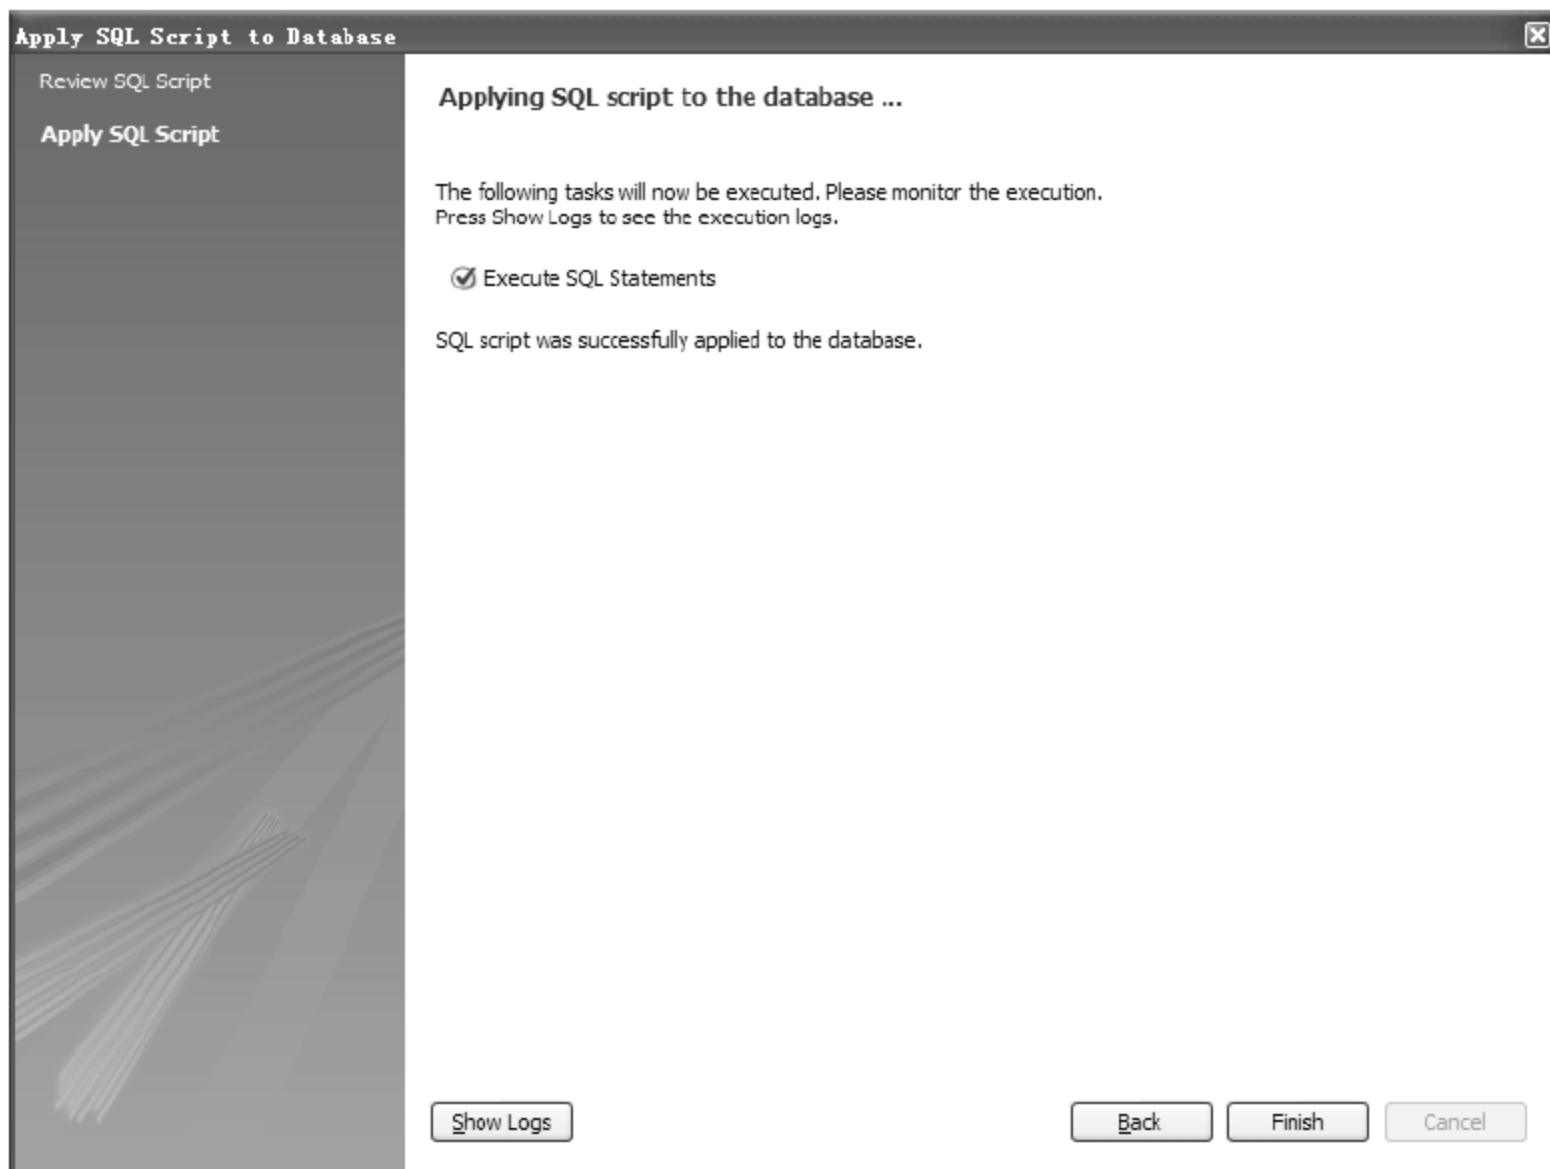 Apply SQL Script to Database
Review SQL Script
Apply SQL Script
Applying SQL script to the database ...
The following tasks will now be executed. Please monitor the execution.
Press Show Logs to see the execution logs.
Execute SQL Statements
SQL script was successfully applied to the database.
Show Logs
Back
Finish
Cancel